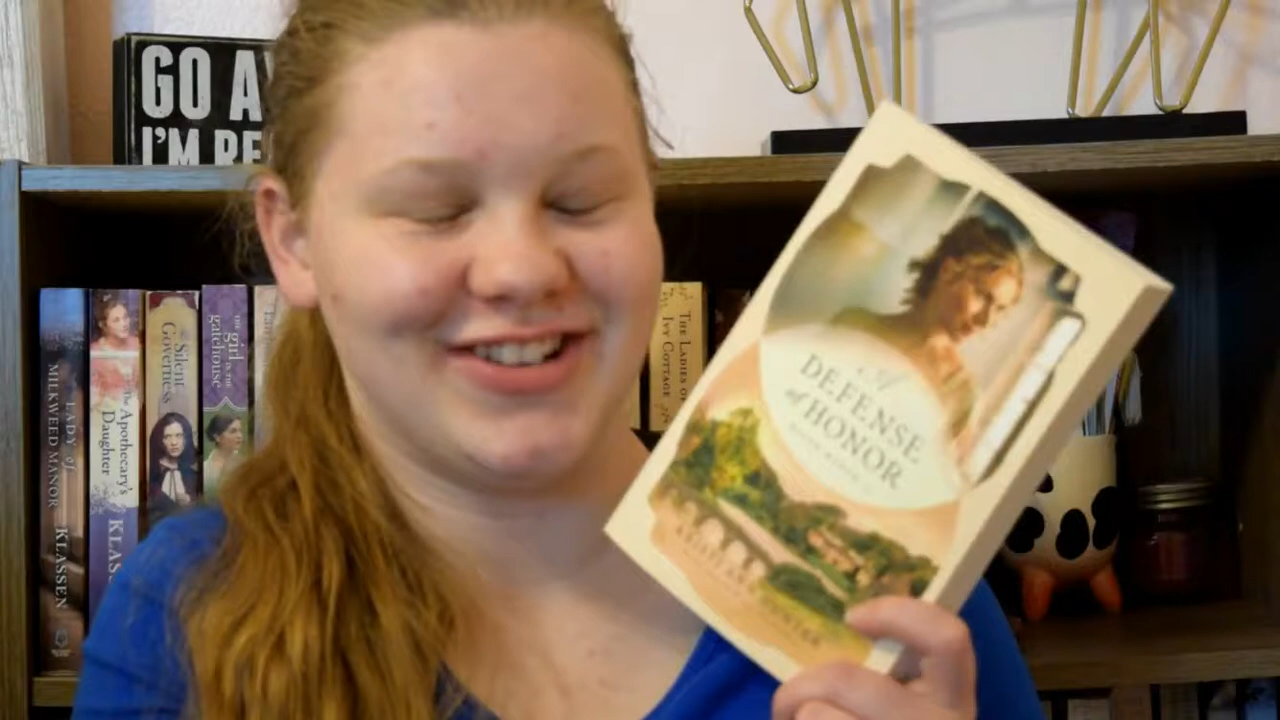 GO A
I'M RE
LADY of
MILKWEED MANOR
KLASSEN
The Apothecary's
Daughter
KLAS
The Silent
Governess
THE girl IN THE
gatehouse
THE LADIES OF
IVY COTTAGE
A
DEFENSE
of HONOR